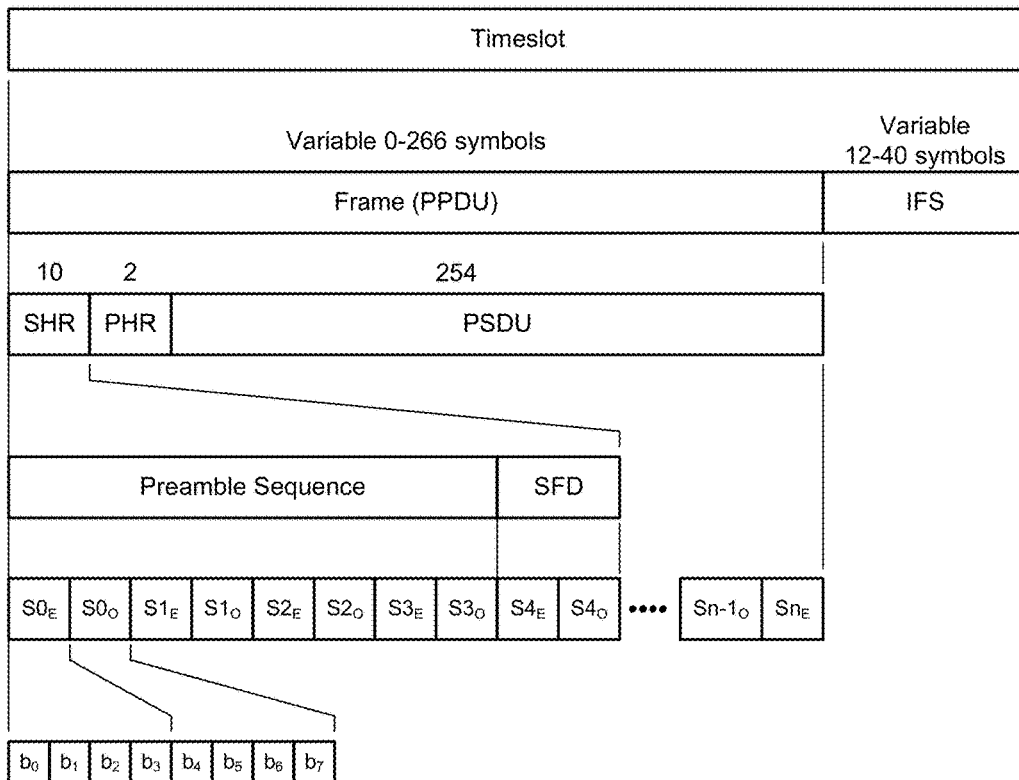 Timeslot
Variable 0-266 symbols
Variable
12-40 symbols
Frame (PPDU) IFS
10 2 254
SHR PHR PSDU
Preamble Sequence SFD
S0E S0O S1E S1O S2E S2O S3E S3O S4E S4O •••• Sn-1O SnE
b0 b1 b2 b3 b4 b5 b6 b7